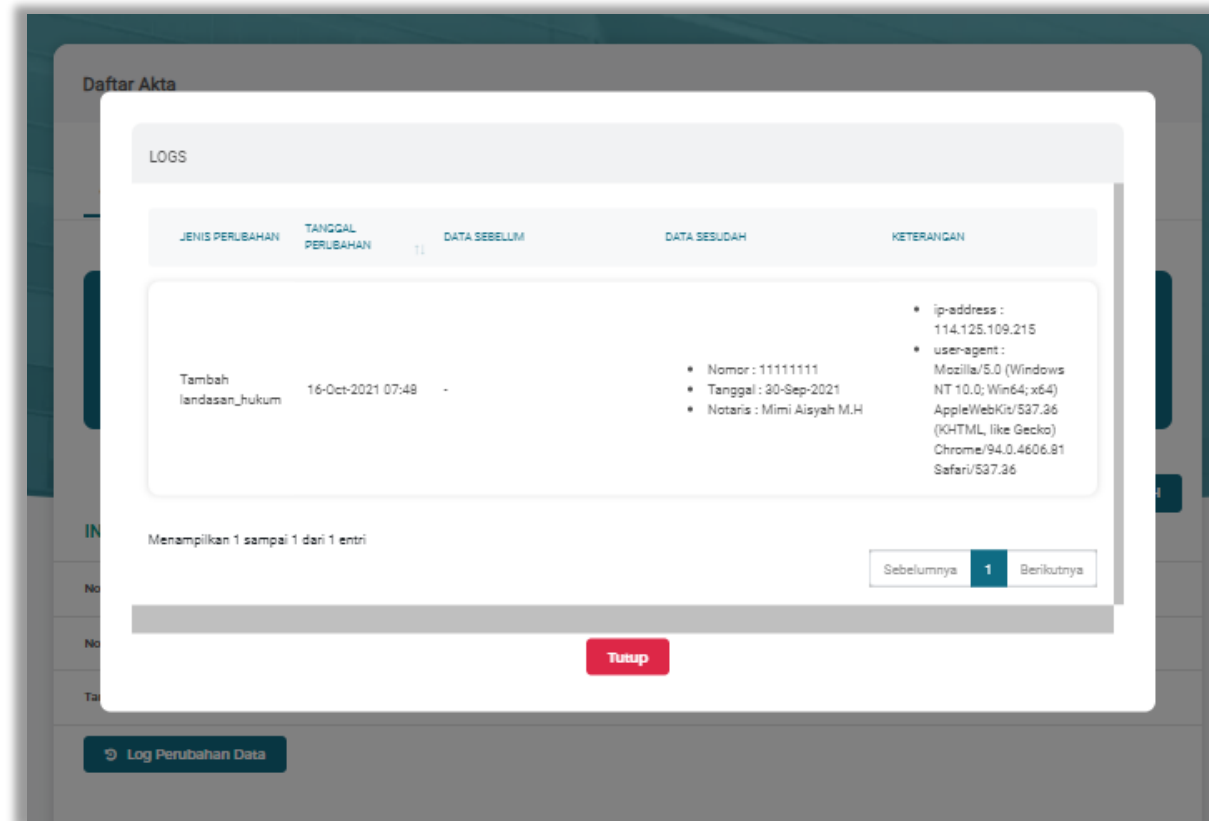 Daftar Akta
LOGS
JENIS PERUBAHAN
TANGGAL
PERUBAHAN
DATA SEBELUM
DATA SESUDAH
KETERANGAN
Tambah
landasan_hukum
16-Oct-2021 07:48
-
• Nomor : 11111111
• Tanggal : 30-Sep-2021
• Notaris : Mimi Aisyah M.H
• ip-address :
114.125.109.215
• user-agent :
Mozilla/5.0 (Windows
NT 10.0; Win64; x64)
AppleWebKit/537.36
(KHTML, like Gecko)
Chrome/94.0.4606.81
Safari/537.36
Menampilkan 1 sampai 1 dari 1 entri
Sebelumnya 1 Berikutnya
Tutup
Log Perubahan Data